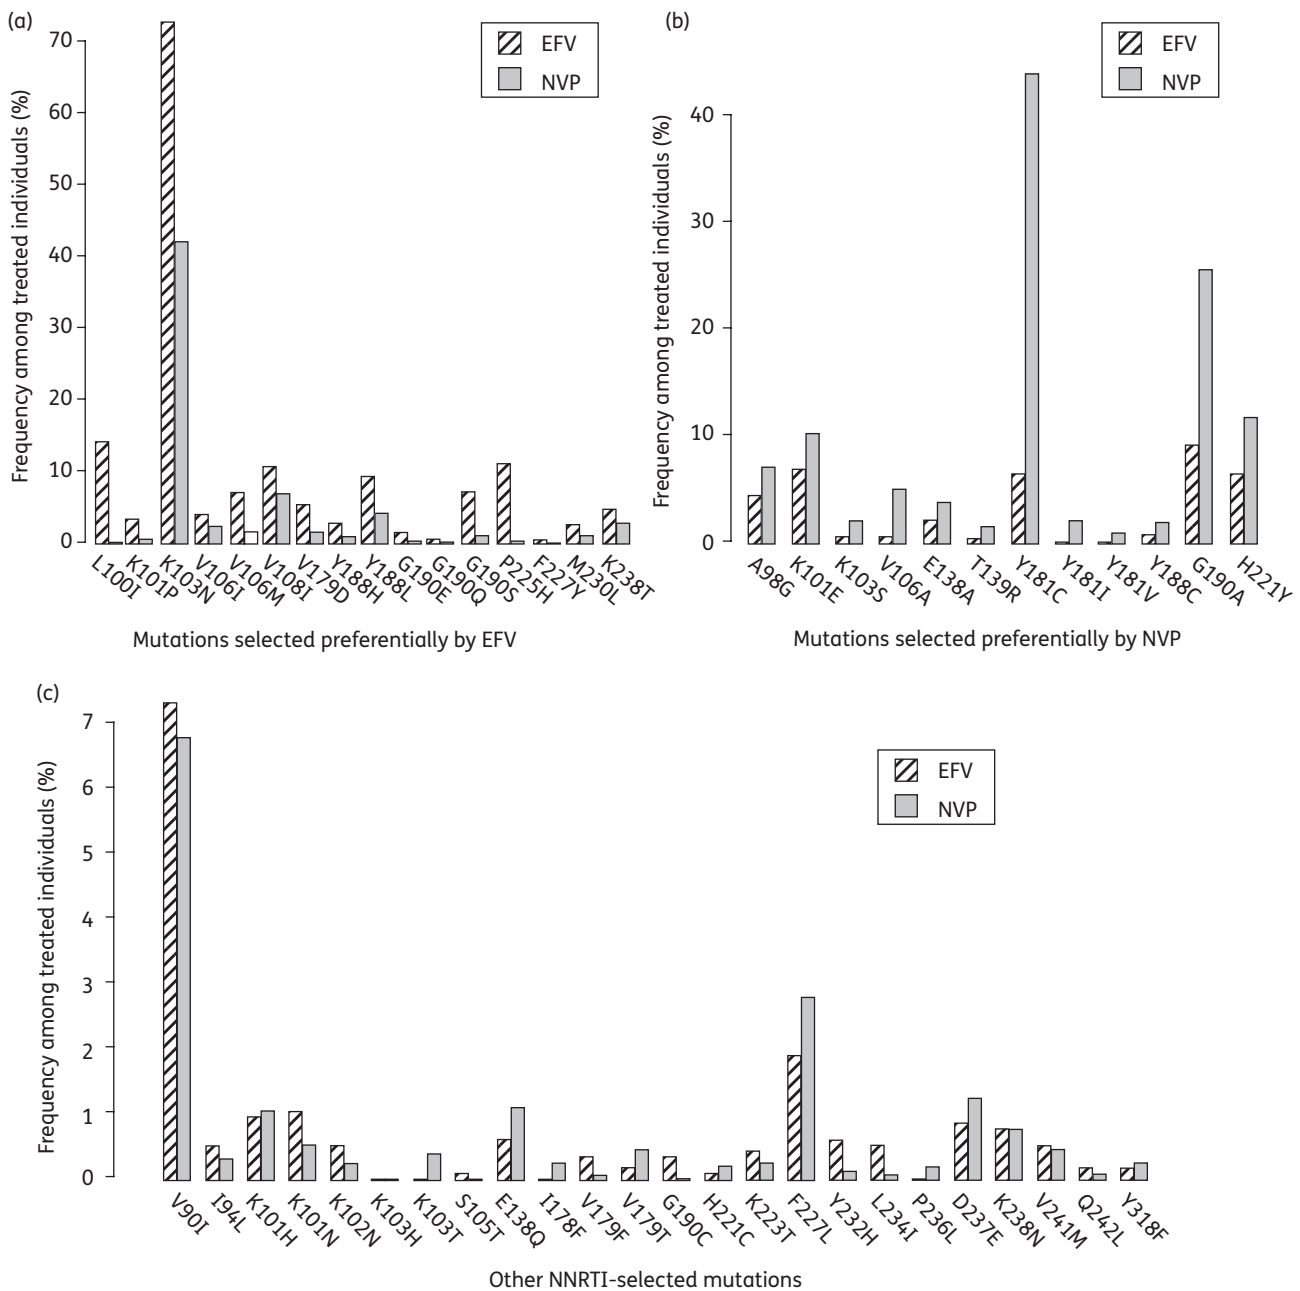 (a)
EFV
NVP
Frequency among treated individuals (%)
70
60
50
40
30
20
10
0
L100I
K101P
K103N
V106I
V106M
V108I
V179D
Y188H
Y188L
G190E
G190Q
G190S
P225H
F227Y
M230L
K238T
Mutations selected preferentially by EFV
(b)
EFV
NVP
Frequency among treated individuals (%)
40
30
20
10
0
A98G
K101E
K103S
V106A
E138A
T139R
Y181C
Y181I
Y181V
Y188C
G190A
H221Y
Mutations selected preferentially by NVP
(c)
EFV
NVP
Frequency among treated individuals (%)
7
6
5
4
3
2
1
0
V90I
I94L
K101H
K101N
K102N
K103H
K103T
S105T
E138Q
I178F
V179F
V179T
G190C
H221C
K223T
F227L
Y232H
L234I
P236L
D237E
K238N
V241M
Q242L
Y318F
Other NNRTI-selected mutations